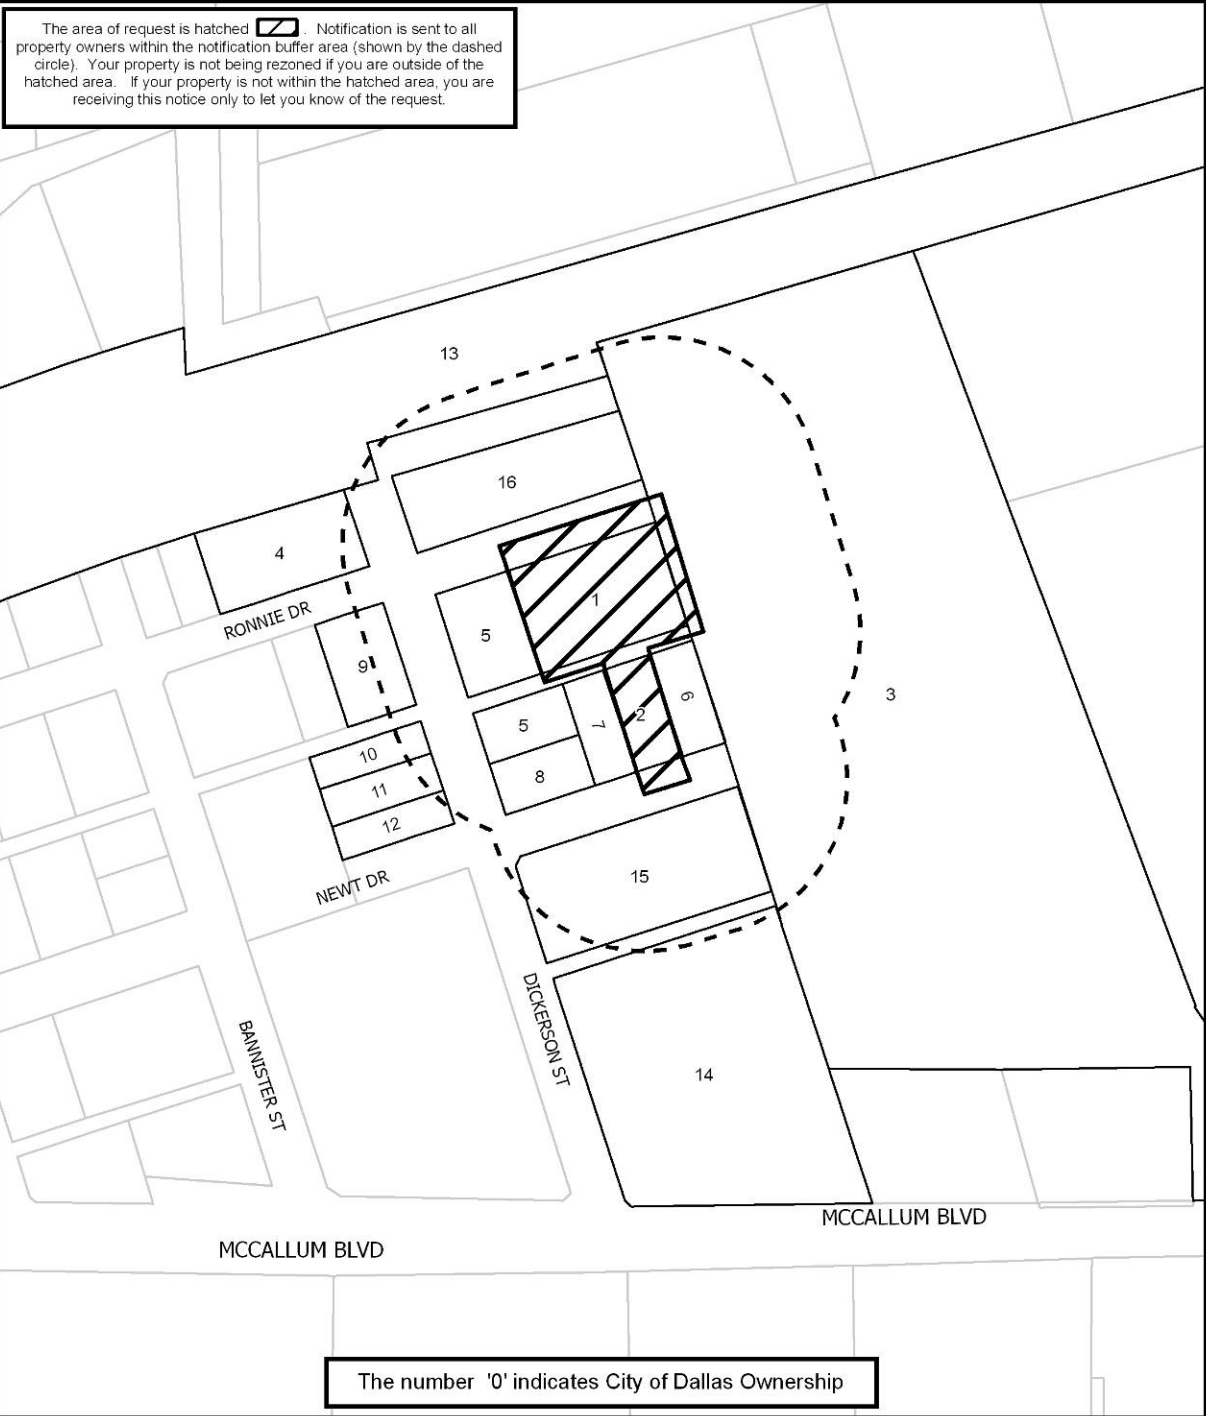 The area of request is hatched . Notification is sent to all
property owners within the notification buffer area (shown by the dashed
circle). Your property is not being rezoned if you are outside of the
hatched area. If your property is not within the hatched area, you are
receiving this notice only to let you know of the request.
13
16
4
1
RONNIE DR
5
9
6
3
2
5
7
10
8
11
12
15
NEWT DR
DICKERSON ST
BANNISTER ST
14
MCCALLUM BLVD
MCCALLUM BLVD
The number '0' indicates City of Dallas Ownership